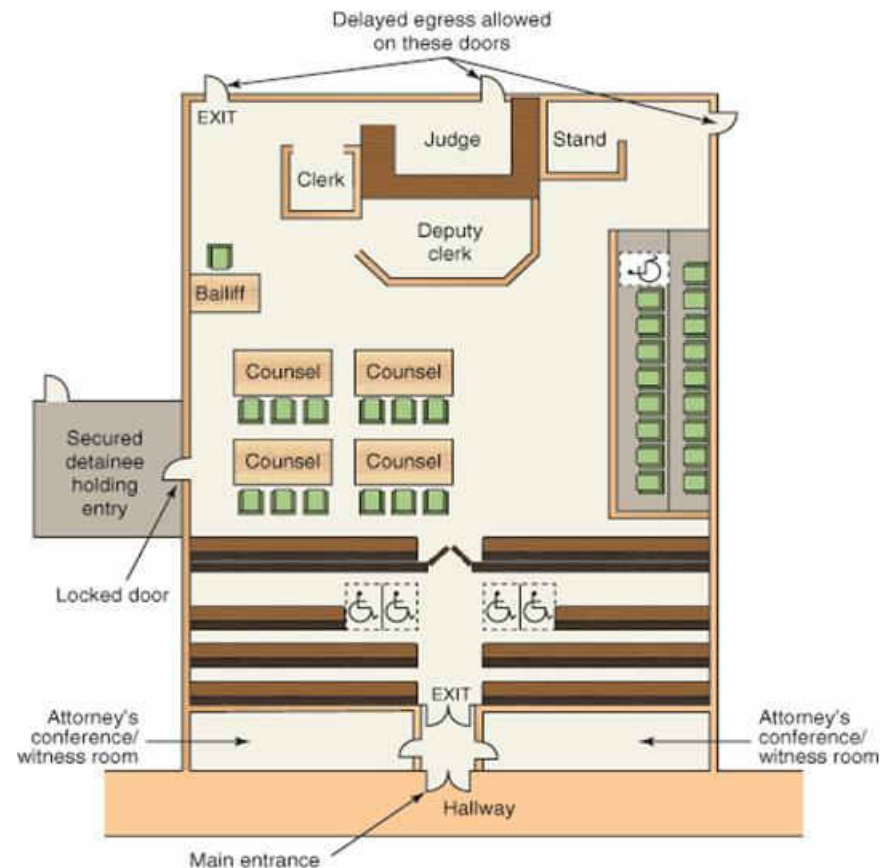 Delayed egress allowed
on these doors
EXIT
Judge
Stand
Clerk
Deputy
clerk
Bailiff
Counsel
Counsel
Secured
detainee
holding
entry
Counsel
Counsel
Locked door
EXIT
Attorney's
conference/
witness room
Attorney's
conference/
witness room
Hallway
Main entrance